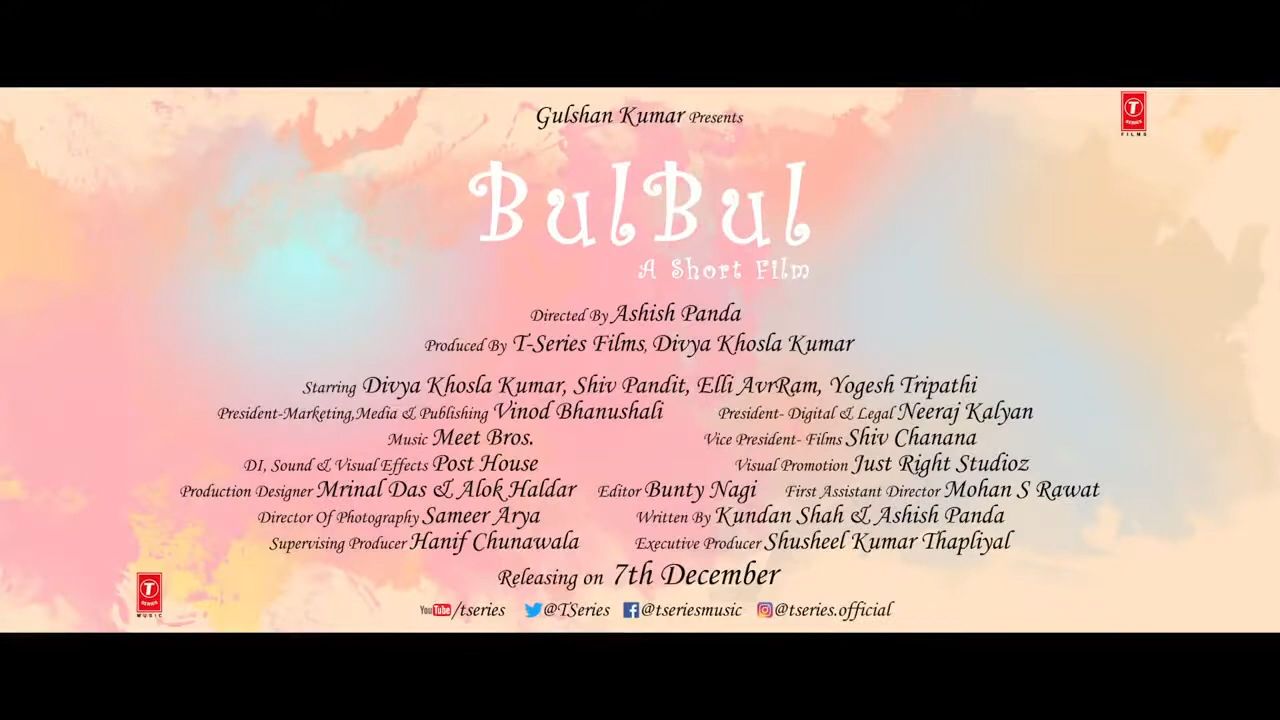 Gulshan Kumar Presents
T
SERIES
FILMS
BulBul
A Short Film
Directed By Ashish Panda
Produced By T-Series Films, Divya Khosla Kumar
Starring Divya Khosla Kumar, Shiv Pandit, Elli AvrRam, Yogesh Tripathi
President-Marketing,Media & Publishing Vinod Bhanushali President- Digital & Legal Neeraj Kalyan
Music Meet Bros. Vice President- Films Shiv Chanana
DI, Sound & Visual Effects Post House Visual Promotion Just Right Studioz
Production Designer Mrinal Das & Alok Haldar Editor Bunty Nagi First Assistant Director Mohan S Rawat
Director Of Photography Sameer Arya Written By Kundan Shah & Ashish Panda
Supervising Producer Hanif Chunawala Executive Producer Shusheel Kumar Thapliyal
Releasing on 7th December
T
SERIES
MUSIC
YouTube/tseries @TSeries @tseriesmusic @tseries.official